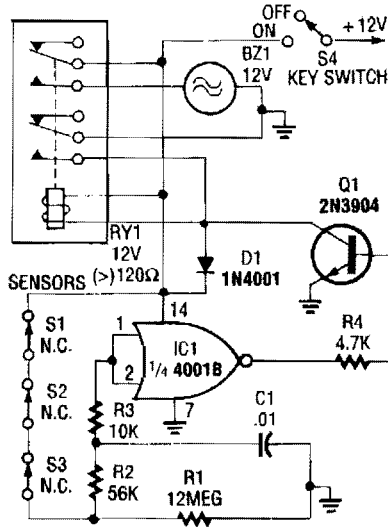 OFF
ON
+ 12V
S4
KEY SWITCH
BZ1
12V
Q1
2N3904
RY1
12V
(>)120Ω
D1
1N4001
SENSORS
S1
N.C.
S2
N.C.
S3
N.C.
14
1
2
IC1
1/4 4001B
7
R4
4.7K
R3
10K
C1
.01
R2
56K
R1
12MEG